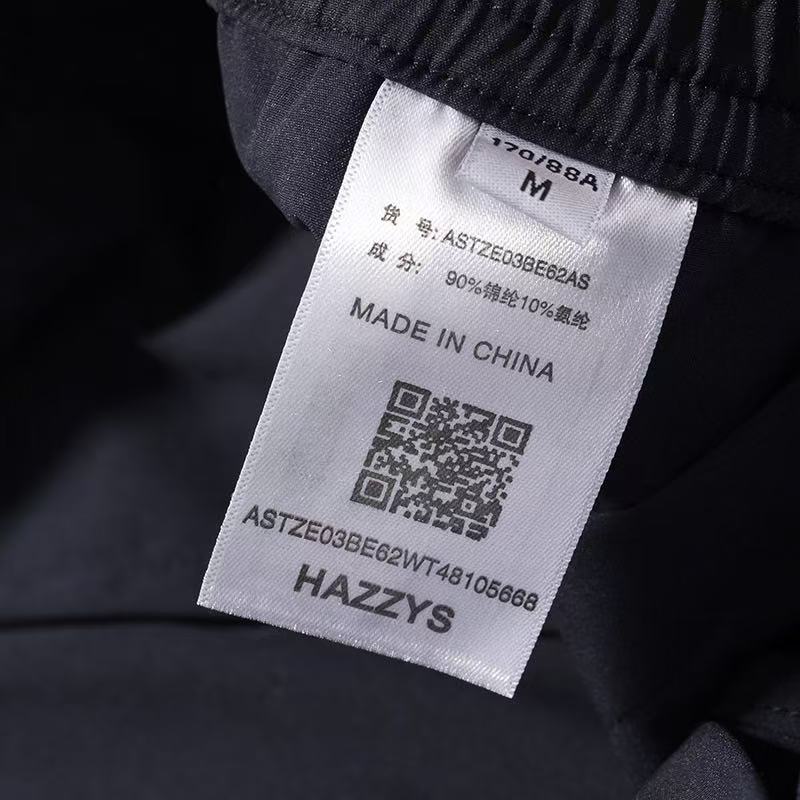 170/88A
M
货 号: ASTZE03BE62AS
成 分: 90%锦纶10%氨纶
MADE IN CHINA
ASTZE03BE62WT48105668
HAZZYS